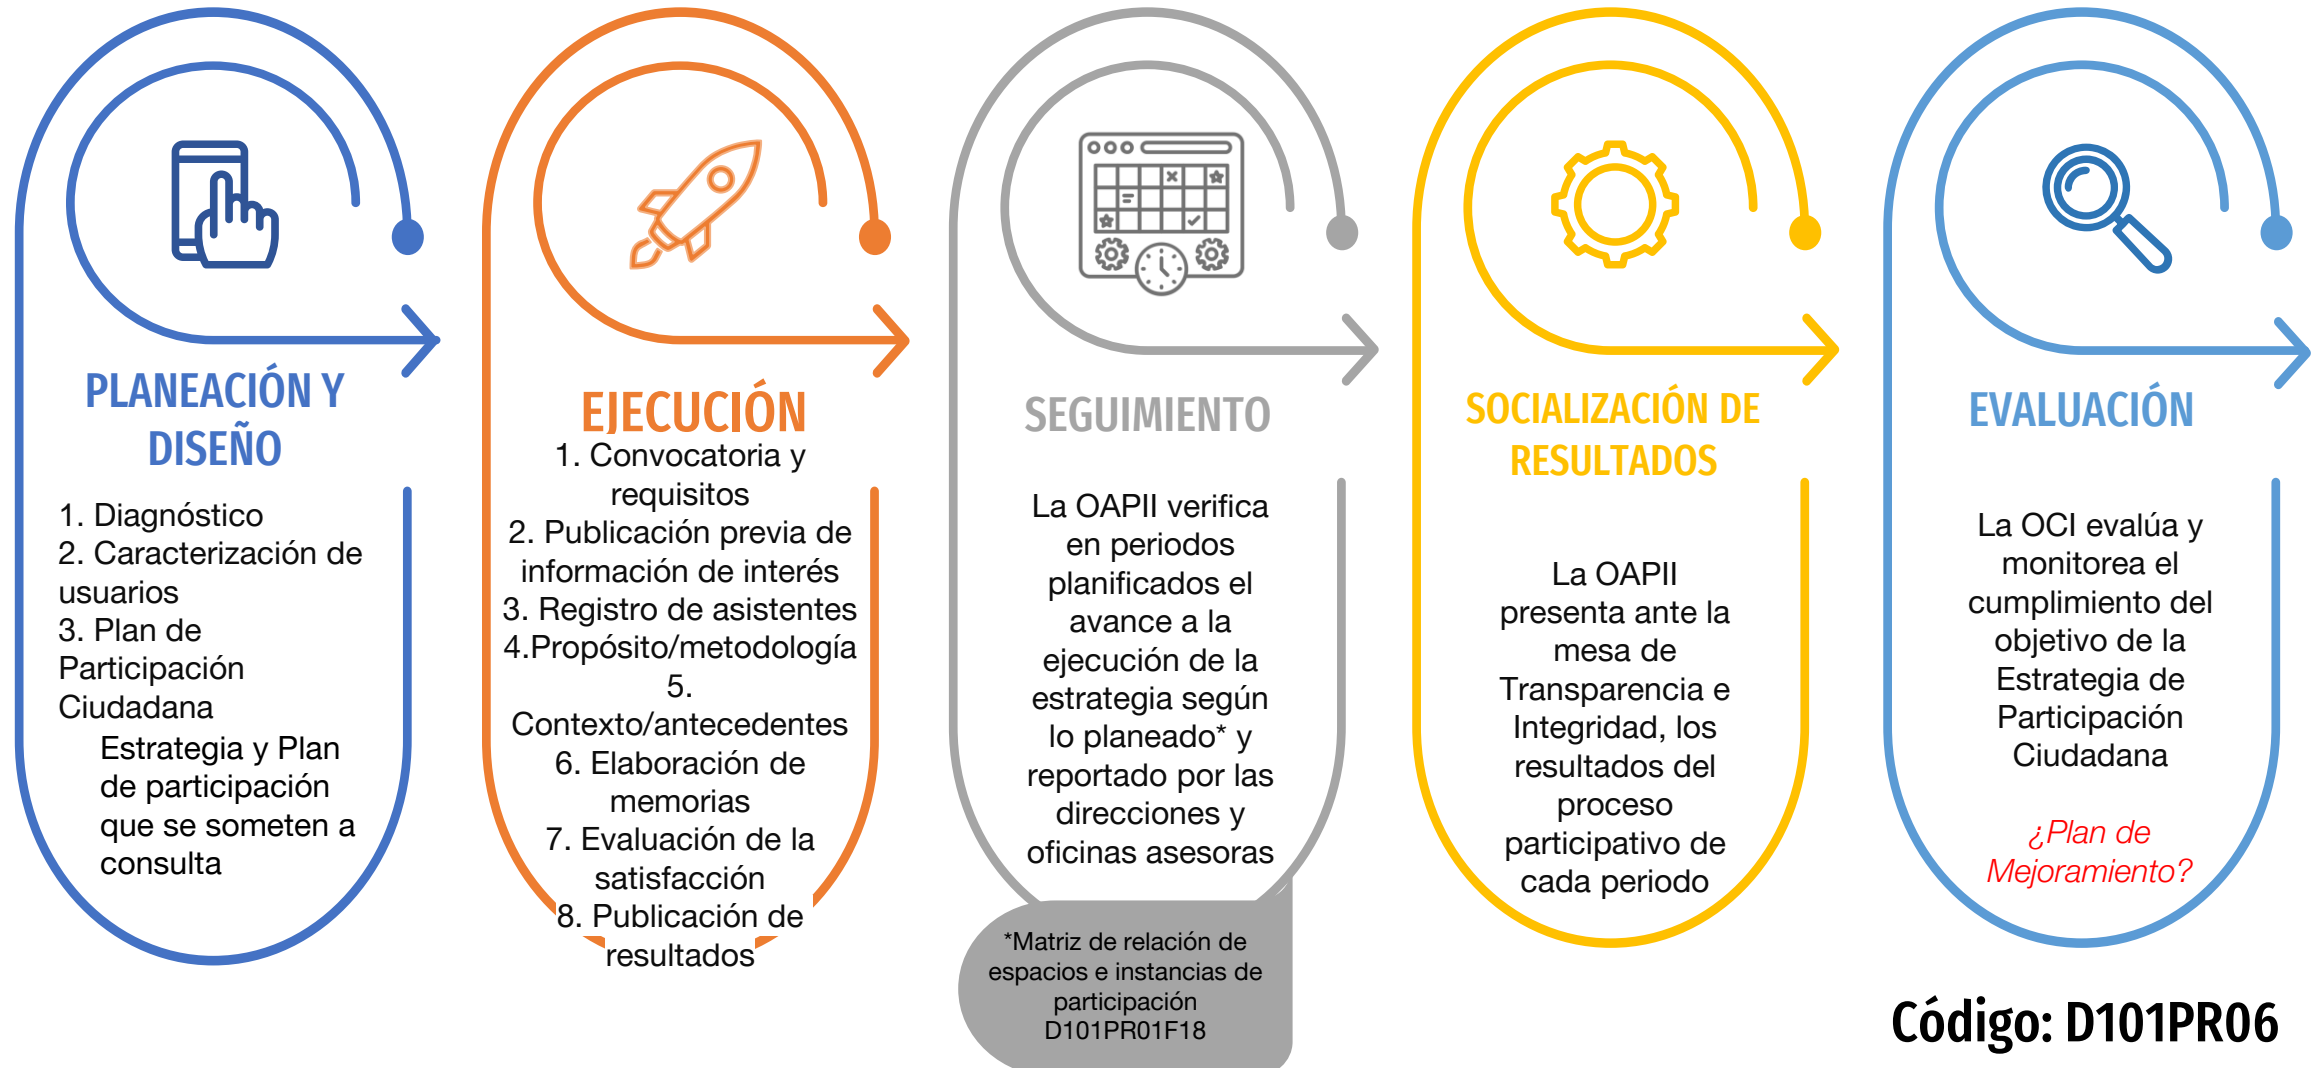 PLANEACIÓN Y
DISEÑO
1. Diagnóstico
2. Caracterización de
usuarios
3. Plan de
Participación
Ciudadana
Estrategia y Plan
de participación
que se someten a
consulta
EJECUCIÓN
1. Convocatoria y
requisitos
2. Publicación previa de
información de interés
3. Registro de asistentes
4.Propósito/metodología
5.
Contexto/antecedentes
6. Elaboración de
memorias
7. Evaluación de la
satisfacción
8. Publicación de
resultados
SEGUIMIENTO
La OAPII verifica
en periodos
planificados el
avance a la
ejecución de la
estrategia según
lo planeado* y
reportado por las
direcciones y
oficinas asesoras
*Matriz de relación de
espacios e instancias de
participación
D101PR01F18
SOCIALIZACIÓN DE
RESULTADOS
La OAPII
presenta ante la
mesa de
Transparencia e
Integridad, los
resultados del
proceso
participativo de
cada periodo
EVALUACIÓN
La OCI evalúa y
monitorea el
cumplimiento del
objetivo de la
Estrategia de
Participación
Ciudadana
¿Plan de
Mejoramiento?
Código: D101PR06